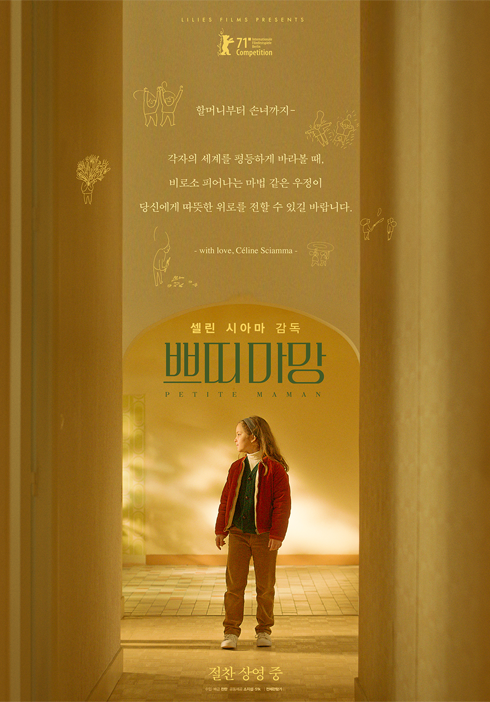 LILIES FILMS PRESENTS
71e Internationale
Filmfestspiele
Berlin
Competition
할머니부터 손녀까지-
각자의 세계를 평등하게 바라볼 때,
비로소 피어나는 마법 같은 우정이
당신에게 따뜻한 위로를 전할 수 있길 바랍니다.
- with love, Céline Sciamma -
셀린 시아마 감독
쁘띠 마망
PETITE MAMAN
절찬 상영 중